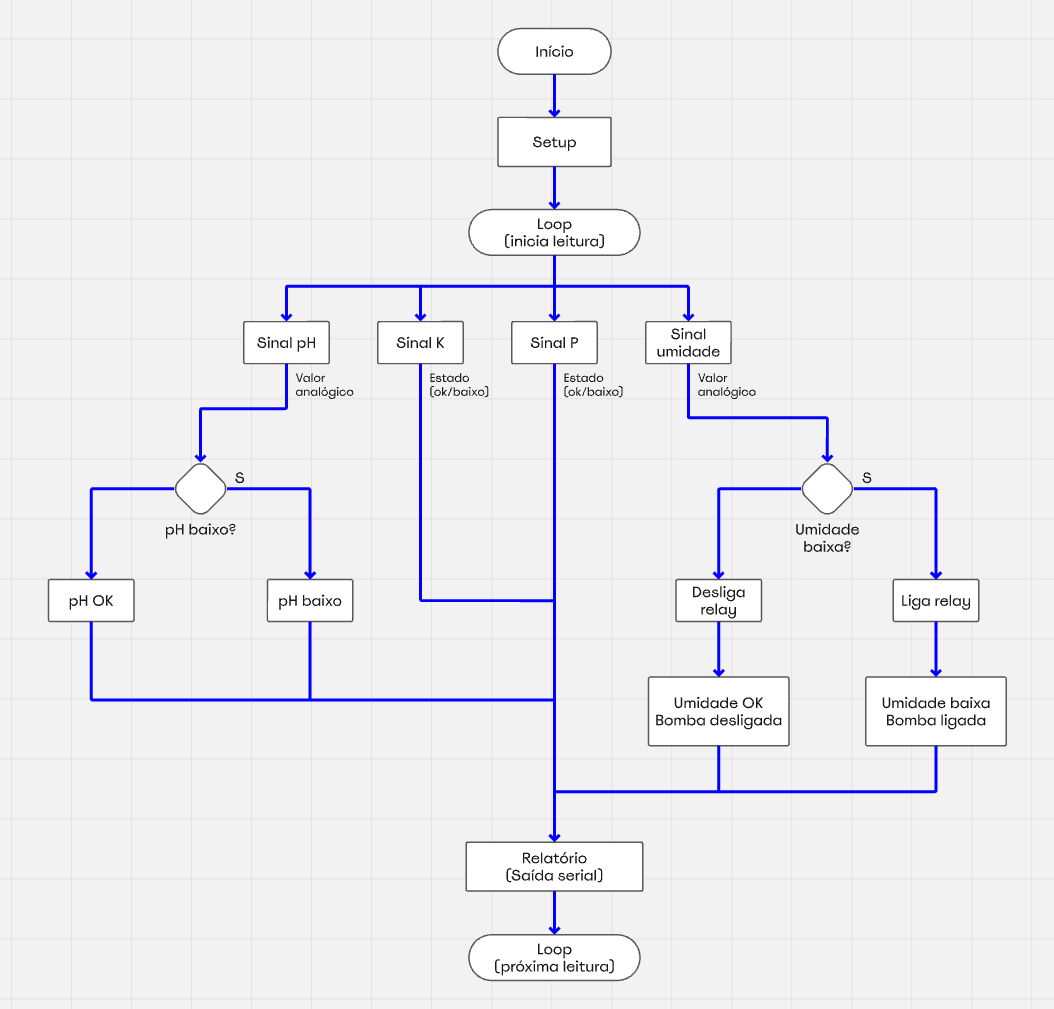 Início
Setup
Loop
(inicia leitura)
Sinal pH
Sinal K
Sinal P
Sinal
umidade
Valor
analógico
Estado
(ok/baixo)
Estado
(ok/baixo)
Valor
analógico
S
pH baixo?
S
Umidade
baixa?
pH OK
pH baixo
Desliga
relay
Liga relay
Umidade OK
Bomba desligada
Umidade baixa
Bomba ligada
Relatório
(Saída serial)
Loop
(próxima leitura)